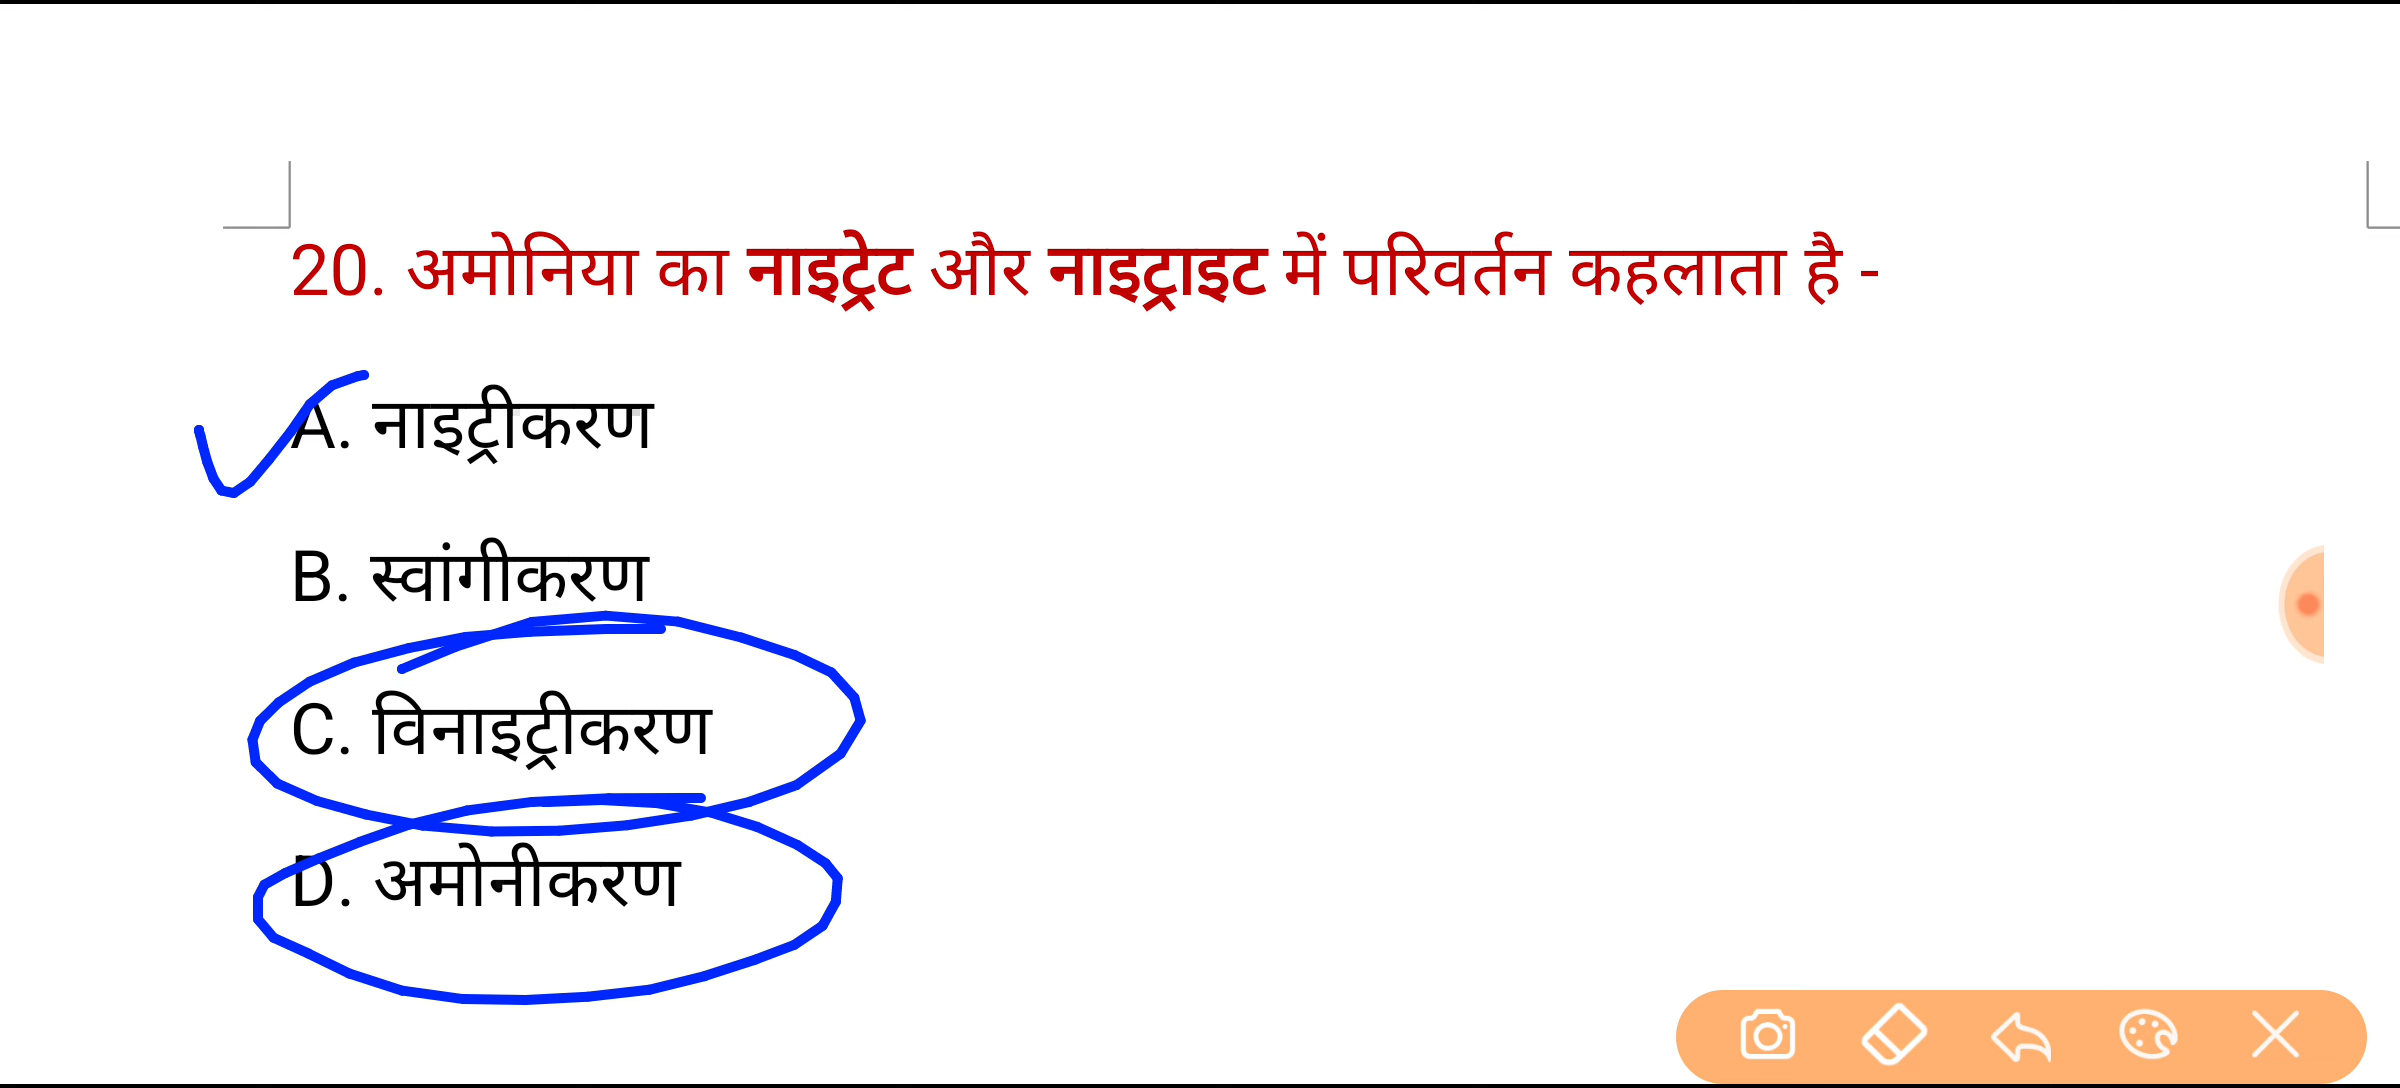 20. अमोनिया का नाइट्रेट और नाइट्राइट में परिवर्तन कहलाता है -
A. नाइट्रीकरण
B. स्वांगीकरण
C. विनाइट्रीकरण
D. अमोनीकरण